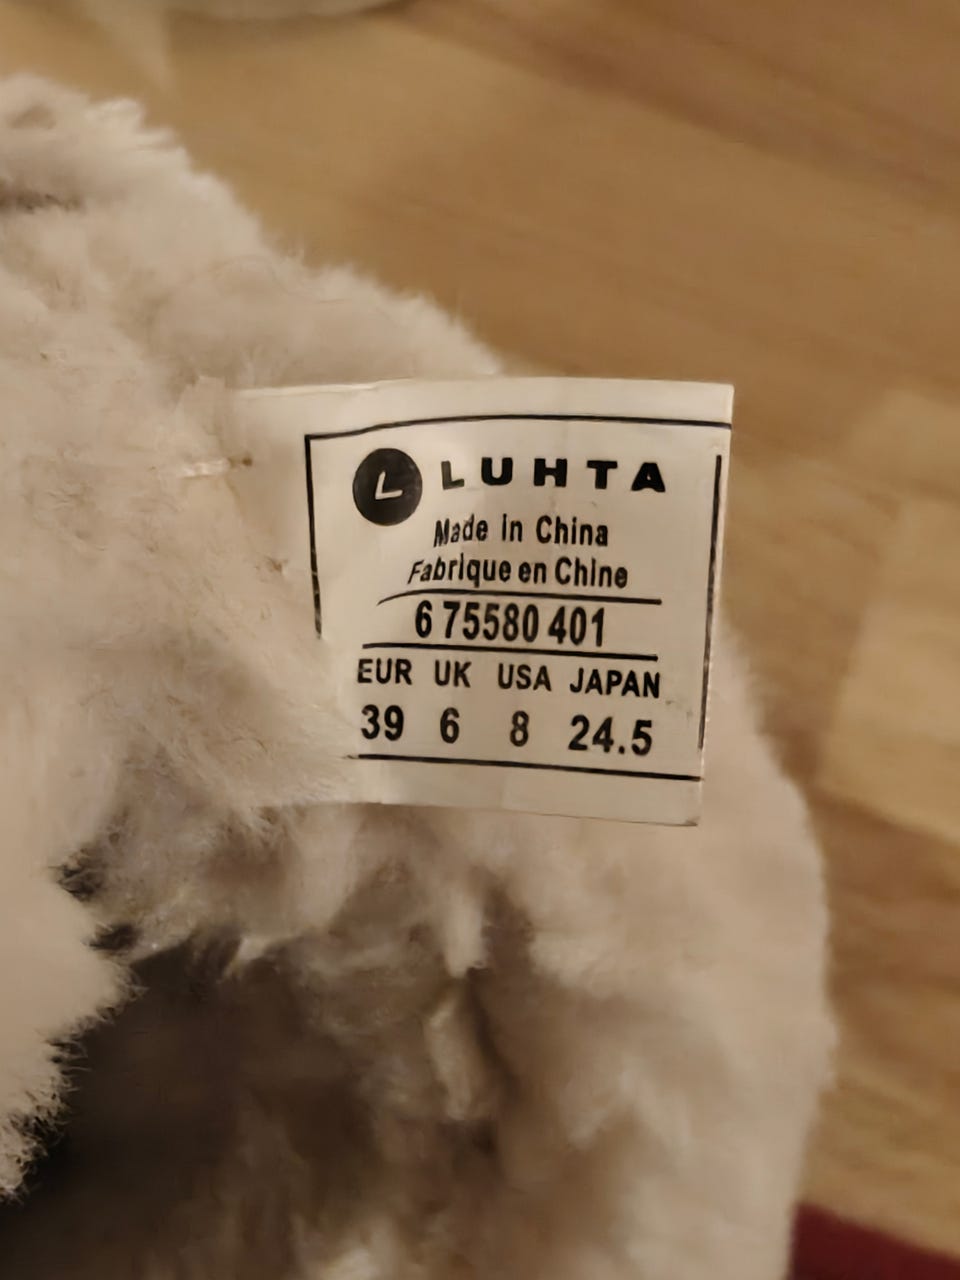 L LUHTA
Made in China
Fabrique en Chine
6 75580 401
EUR UK USA JAPAN
39 6 8 24.5